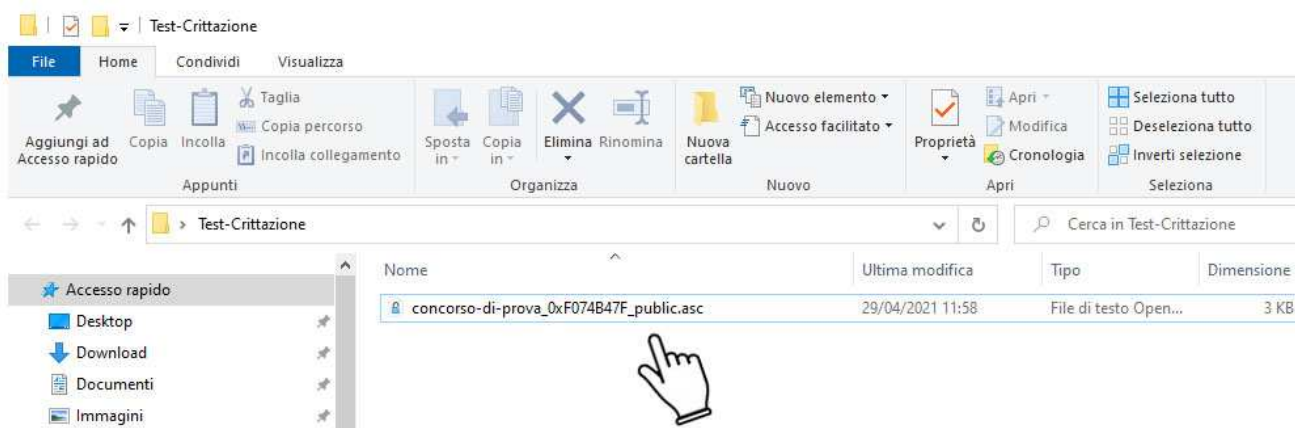 Test-Crittazione
File Home Condividi Visualizza
Aggiungi ad Accesso rapido
Copia
Incolla
Taglia
Copia percorso
Incolla collegamento
Appunti
Sposta in
Copia in
Elimina
Rinomina
Organizza
Nuova cartella
Nuovo elemento
Accesso facilitato
Nuovo
Proprietà
Apri
Modifica
Cronologia
Apri
Seleziona tutto
Deseleziona tutto
Inverti selezione
Seleziona
Test-Crittazione
Cerca in Test-Crittazione
Accesso rapido
Desktop
Download
Documenti
Immagini
Nome Ultima modifica Tipo Dimensione
concorso-di-prova_0xF074B47F_public.asc 29/04/2021 11:58 File di testo Open... 3 KB